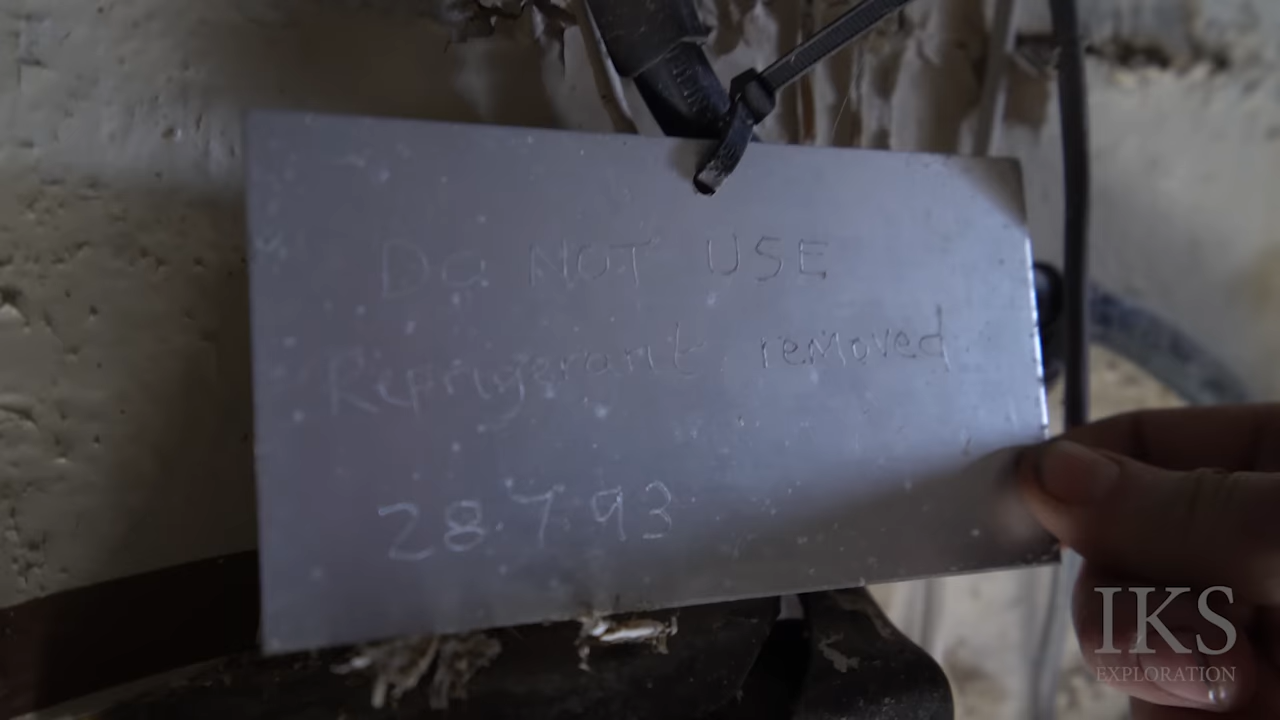 DO NOT USE
Refrigerant removed
28.7.93
IKS
EXPLORATION